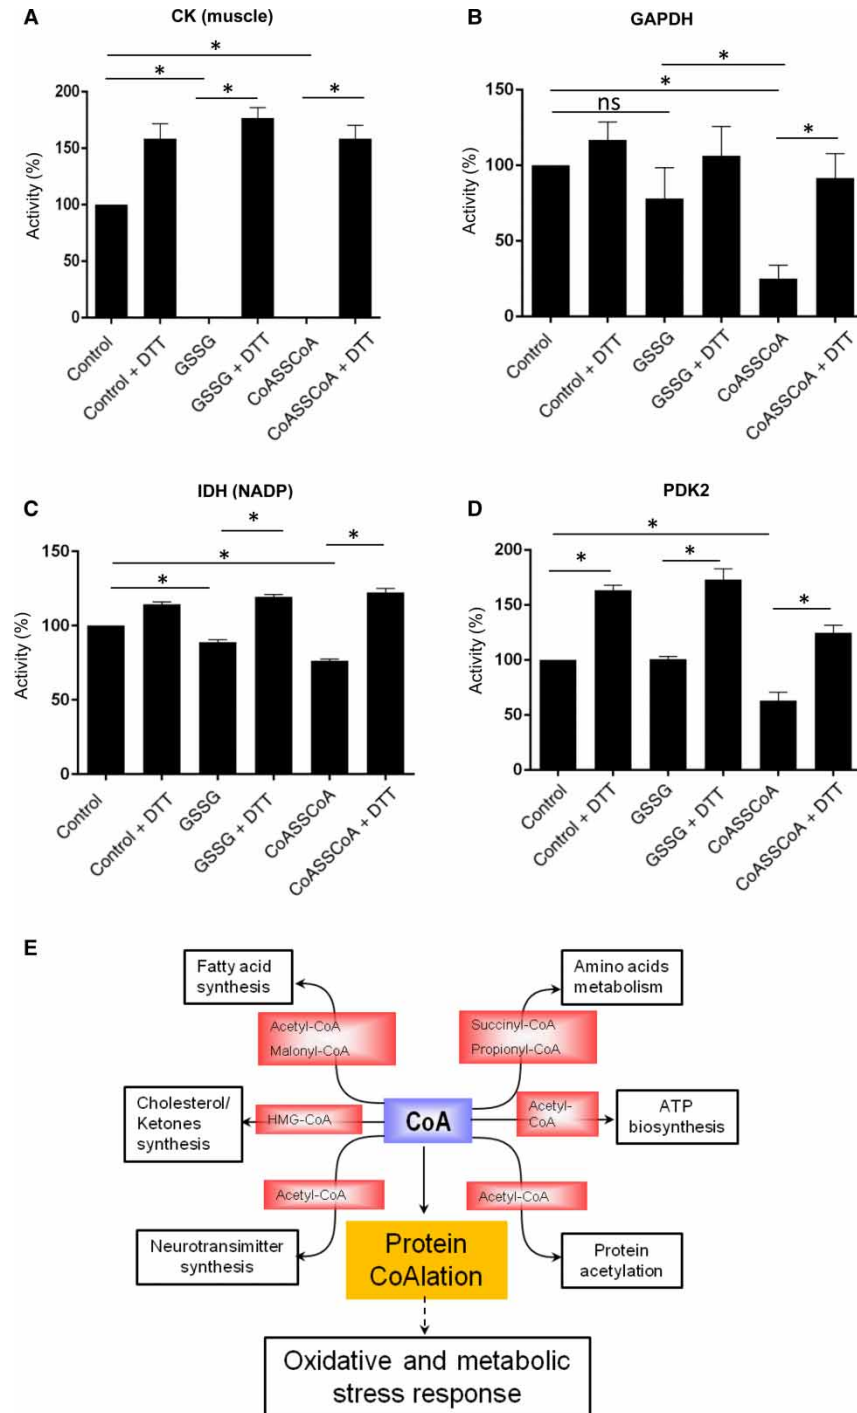 A
CK (muscle)
*
*
*
*
200
150
100
50
0
Activity (%)
Control
Control + DTT
GSSG
GSSG + DTT
CoASSCoA
CoASSCoA + DTT
B
GAPDH
*
*
ns
*
150
100
50
0
Activity (%)
Control
Control + DTT
GSSG
GSSG + DTT
CoASSCoA
CoASSCoA + DTT
C
IDH (NADP)
*
*
*
*
150
100
50
0
Activity (%)
Control
Control + DTT
GSSG
GSSG + DTT
CoASSCoA
CoASSCoA + DTT
D
PDK2
*
*
*
*
200
150
100
50
0
Activity (%)
Control
Control + DTT
GSSG
GSSG + DTT
CoASSCoA
CoASSCoA + DTT
E
Fatty acid
synthesis
Amino acids
metabolism
Acetyl-CoA
Malonyl-CoA
Succinyl-CoA
Propionyl-CoA
Cholesterol/
Ketones
synthesis
HMG-CoA
CoA
Acetyl-
CoA
ATP
biosynthesis
Acetyl-CoA
Acetyl-CoA
Neurotransimitter
synthesis
Protein
CoAlation
Protein
acetylation
Oxidative and metabolic
stress response